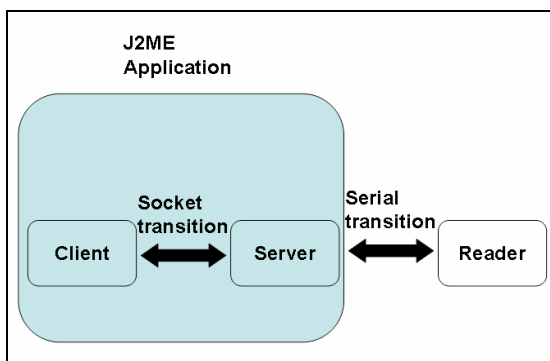 J2ME
Application
Socket
transition
Serial
transition
Client
Server
Reader